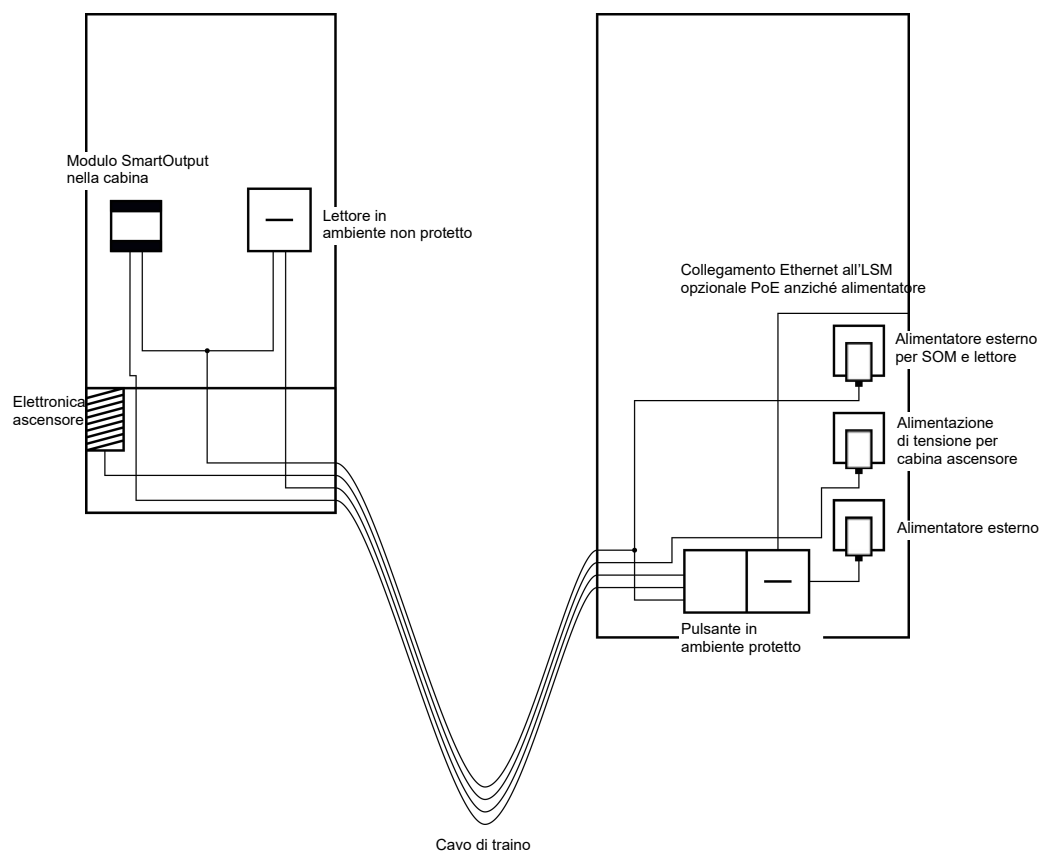 Modulo SmartOutput
nella cabina
Lettore in
ambiente non protetto
Elettronica
ascensore
Collegamento Ethernet all'LSM
opzionale PoE anziché alimentatore
Alimentatore esterno
per SOM e lettore
Alimentazione
di tensione per
cabina ascensore
Alimentatore esterno
Pulsante in
ambiente protetto
Cavo di traino